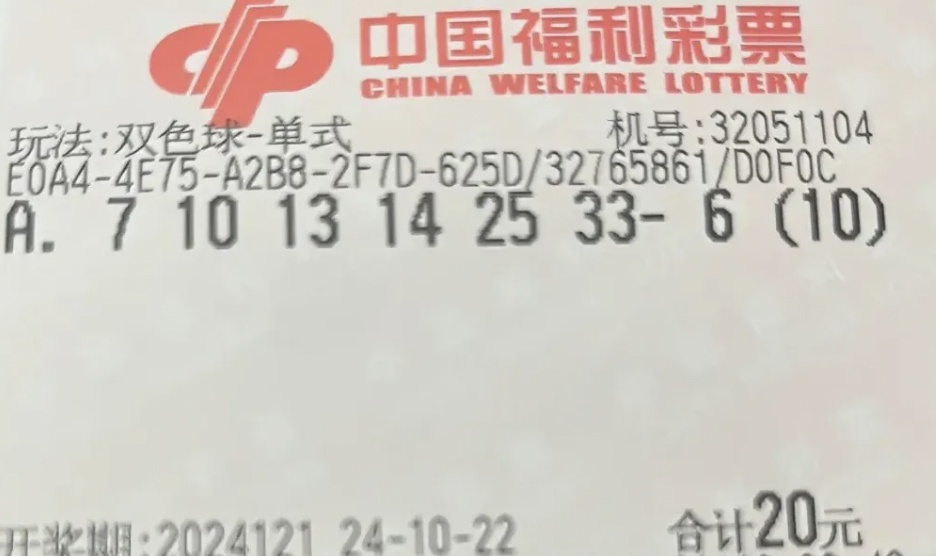 中国福利彩票
CHINA WELFARE LOTTERY
玩法:双色球-单式 机号:32051104
E0A4-4E75-A2B8-2F7D-625D/32765861/D0F0C
A. 7 10 13 14 25 33- 6 (10)
开奖期:2024121 24-10-22 合计20元